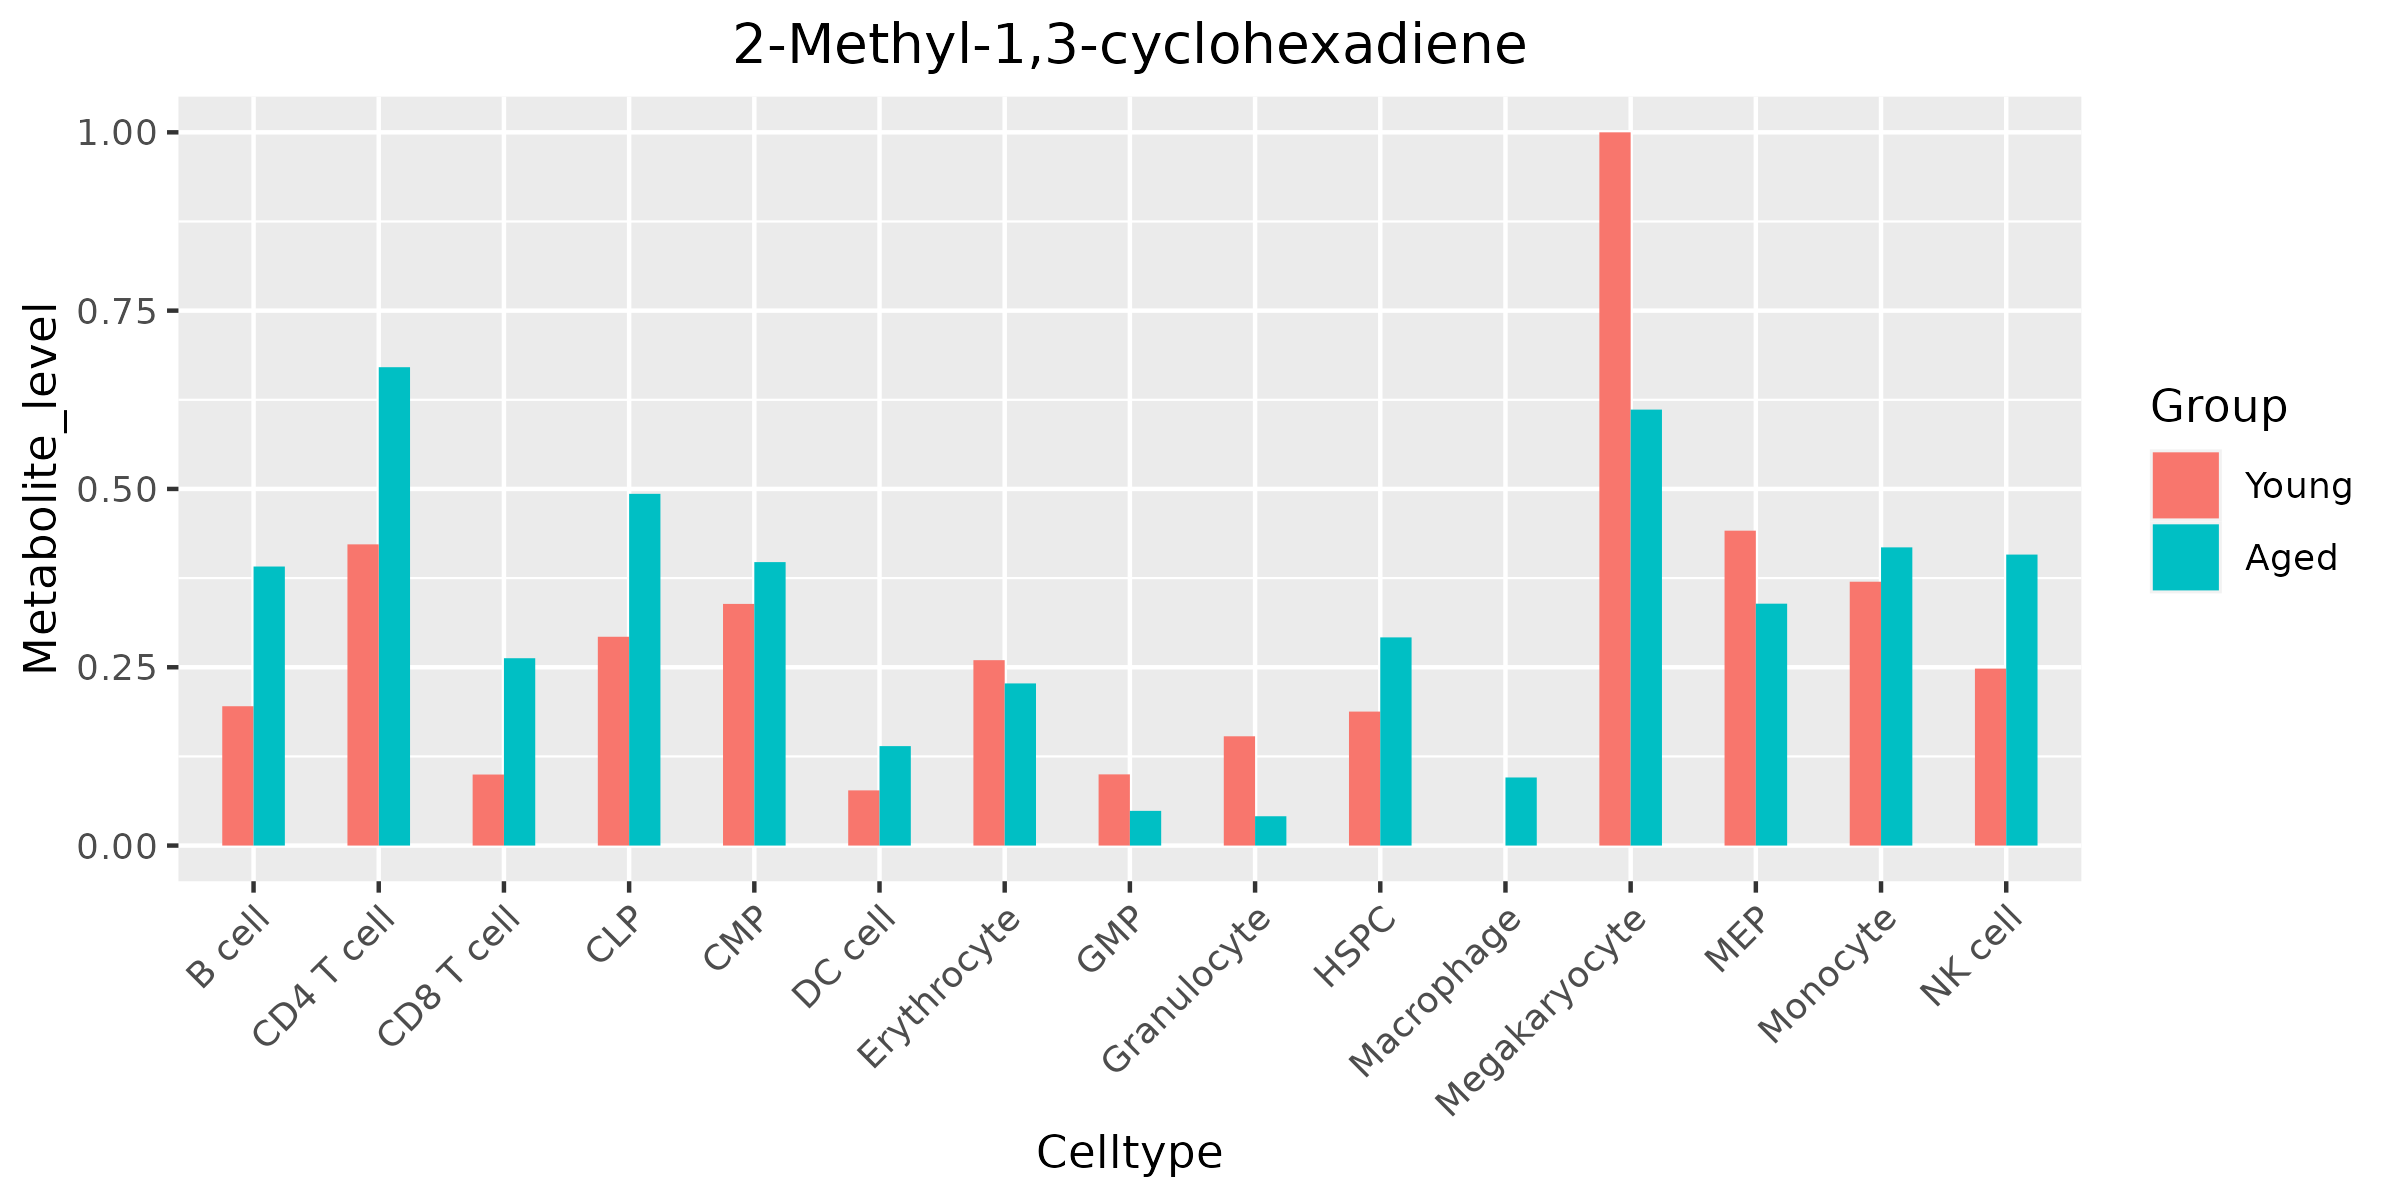 2-Methyl-1,3-cyclohexadiene
Metabolite_level
1.00
0.75
0.50
0.25
0.00
B cell
CD4 T cell
CD8 T cell
CLP
CMP
DC cell
Erythrocyte
GMP
Granulocyte
HSPC
Macrophage
Megakaryocyte
MEP
Monocyte
NK cell
Celltype
Group
Young
Aged